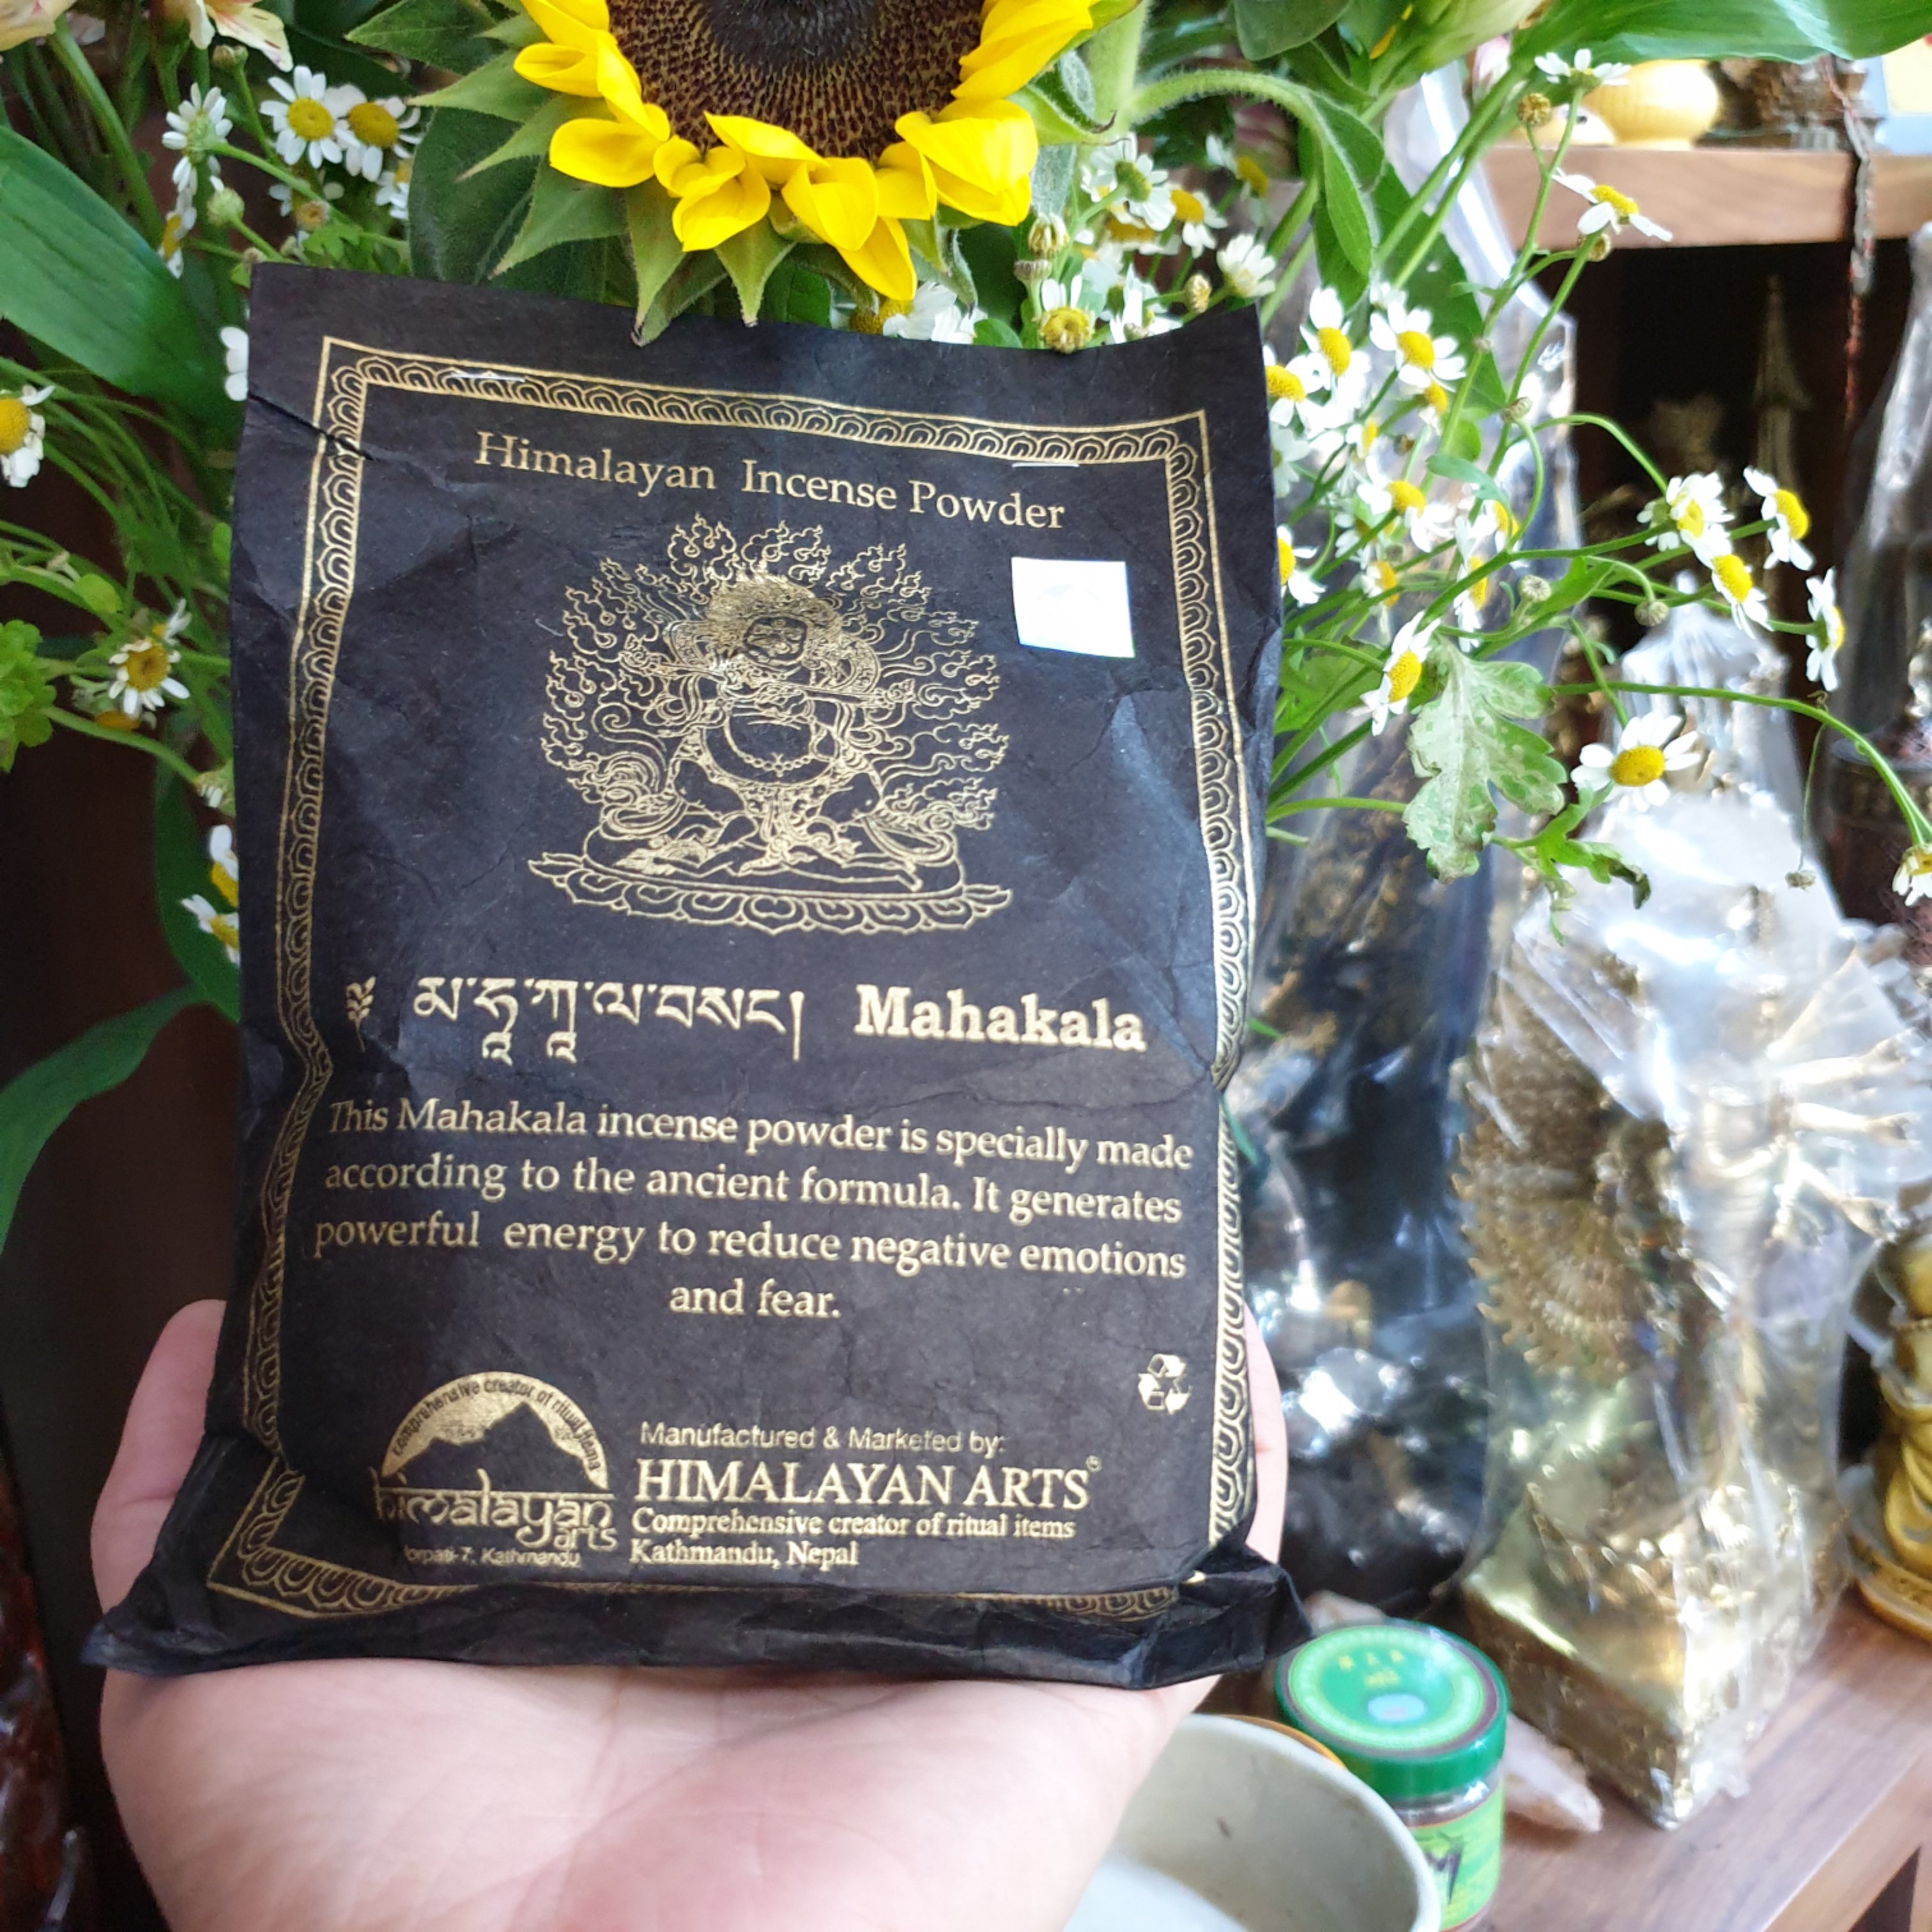 Himalayan Incense Powder
མ་ཧཱ་ཀཱ་ལ་བསང། Mahakala
This Mahakala incense powder is specially made
according to the ancient formula. It generates
powerful energy to reduce negative emotions
and fear.
comprehensive creator of ritual items
himalayan
arts
Kathmandu
Manufactured & Marketed by:
HIMALAYAN ARTS®
Comprehensive creator of ritual items
Kathmandu, Nepal